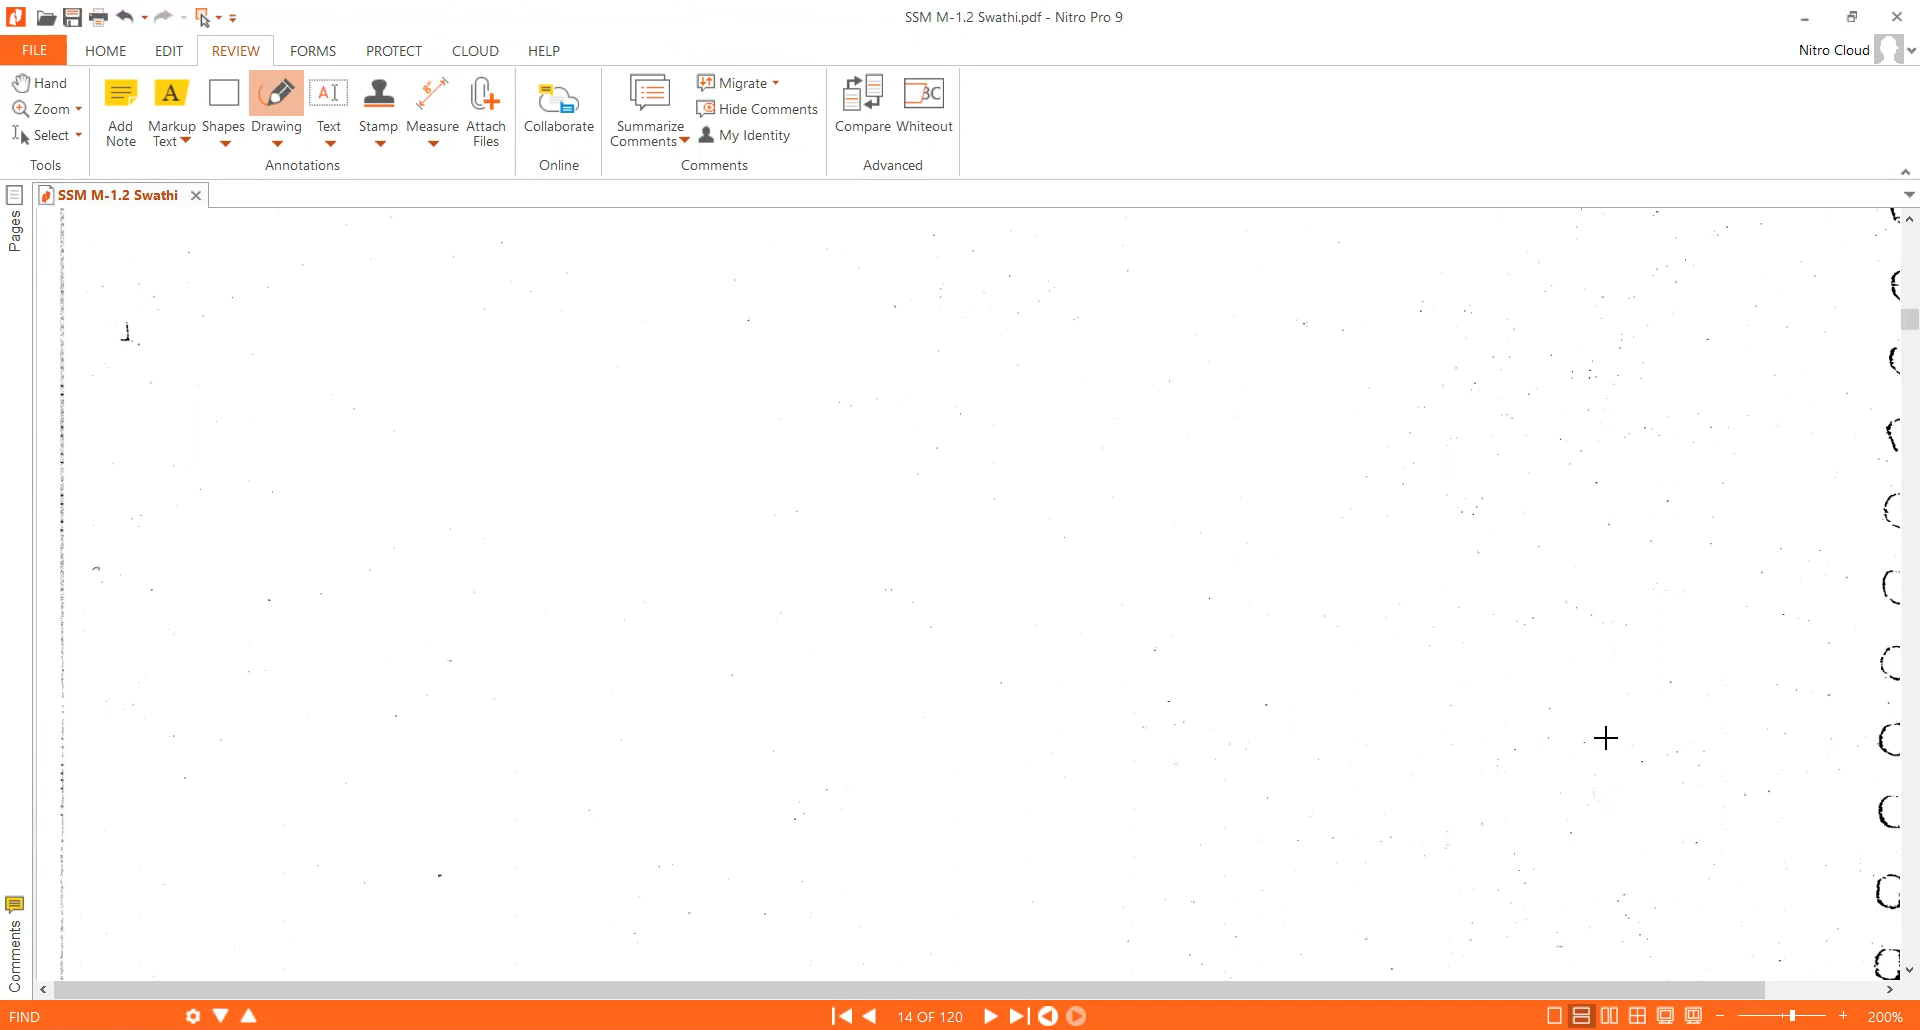 SSM M-1.2 Swathi.pdf - Nitro Pro 9
FILE HOME EDIT REVIEW FORMS PROTECT CLOUD HELP
Nitro Cloud
Hand
Zoom
Select
Tools
Add Note
Markup Text
Shapes
Drawing
Text
Stamp
Measure
Attach Files
Annotations
Collaborate
Online
Summarize Comments
Migrate
Hide Comments
My Identity
Comments
Compare
Whiteout
Advanced
Pages
SSM M-1.2 Swathi
Comments
FIND
14 OF 120
200%